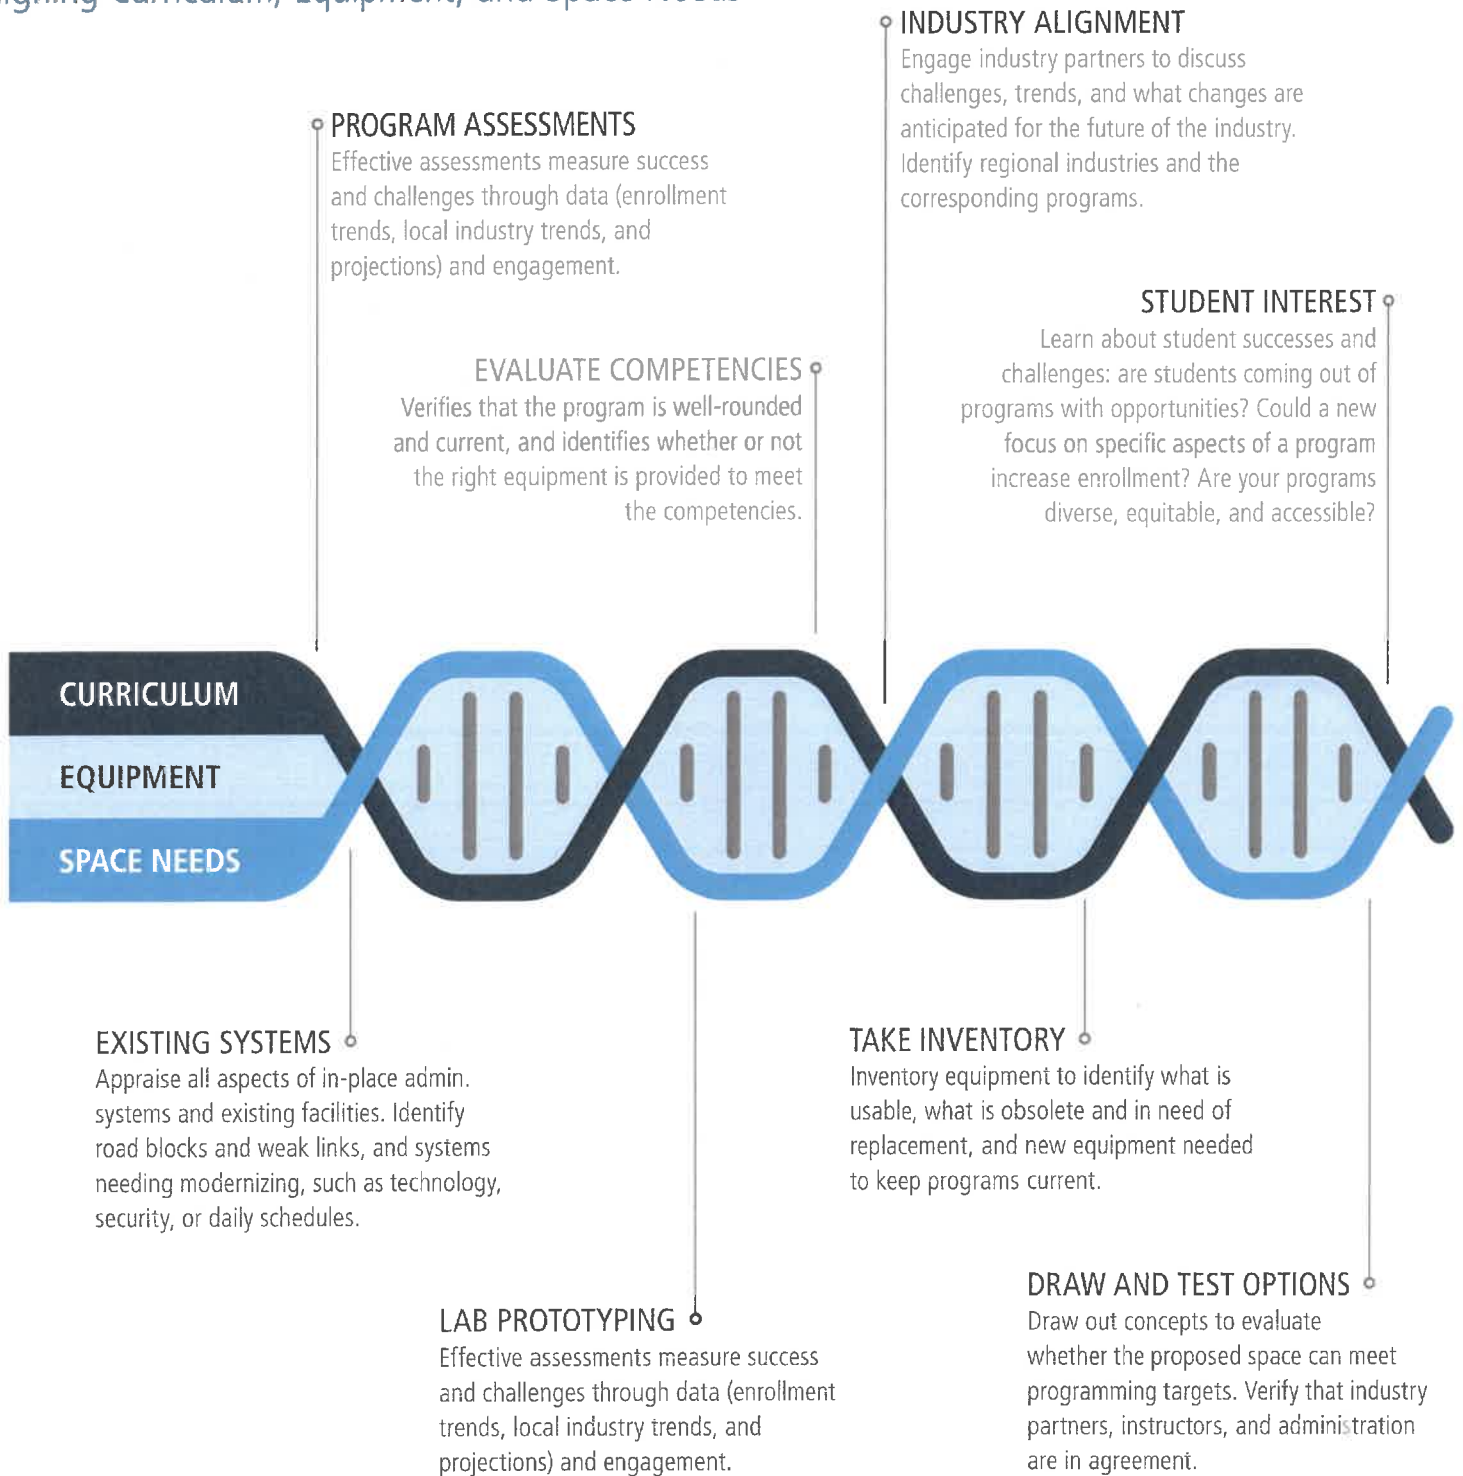 Curriculum, Equipment, and Space Needs
INDUSTRY ALIGNMENT
Engage industry partners to discuss
challenges, trends, and what changes are
anticipated for the future of the industry.
Identify regional industries and the
corresponding programs.
PROGRAM ASSESSMENTS
Effective assessments measure success
and challenges through data (enrollment
trends, local industry trends, and
projections) and engagement.
STUDENT INTEREST
Learn about student successes and
challenges: are students coming out of
programs with opportunities? Could a new
focus on specific aspects of a program
increase enrollment? Are your programs
diverse, equitable, and accessible?
EVALUATE COMPETENCIES
Verifies that the program is well-rounded
and current, and identifies whether or not
the right equipment is provided to meet
the competencies.
CURRICULUM
EQUIPMENT
SPACE NEEDS
EXISTING SYSTEMS
Appraise all aspects of in-place admin.
systems and existing facilities. Identify
road blocks and weak links, and systems
needing modernizing, such as technology,
security, or daily schedules.
TAKE INVENTORY
Inventory equipment to identify what is
usable, what is obsolete and in need of
replacement, and new equipment needed
to keep programs current.
LAB PROTOTYPING
Effective assessments measure success
and challenges through data (enrollment
trends, local industry trends, and
projections) and engagement.
DRAW AND TEST OPTIONS
Draw out concepts to evaluate
whether the proposed space can meet
programming targets. Verify that industry
partners, instructors, and administration
are in agreement.